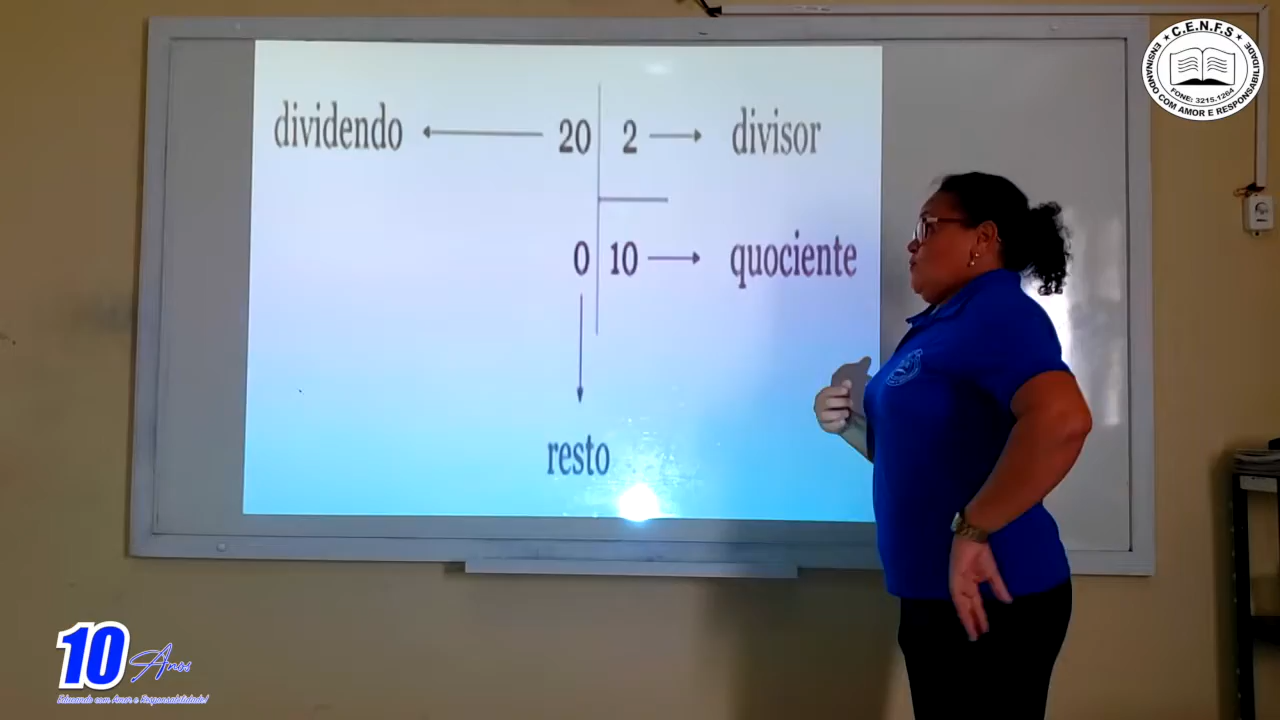 dividendo 20 2 divisor
0 10 quociente
resto
C.E.N.F.S
ENSINANDO COM AMOR E RESPONSABILIDADE
FONE: 3215.1264
10 Anos
Educando com Amor e Responsabilidade!